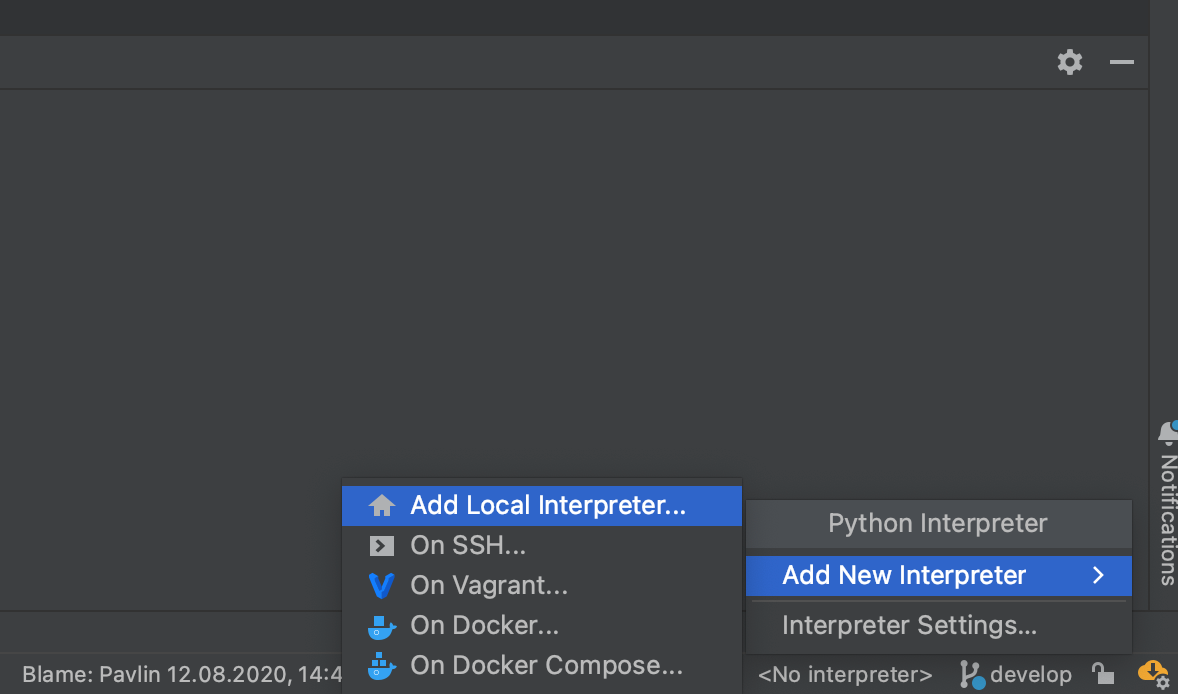 Add Local Interpreter...
On SSH...
On Vagrant...
On Docker...
On Docker Compose...
Python Interpreter
Add New Interpreter
Interpreter Settings...
Notifications
Blame: Pavlin 12.08.2020, 14:4
<No interpreter>
develop